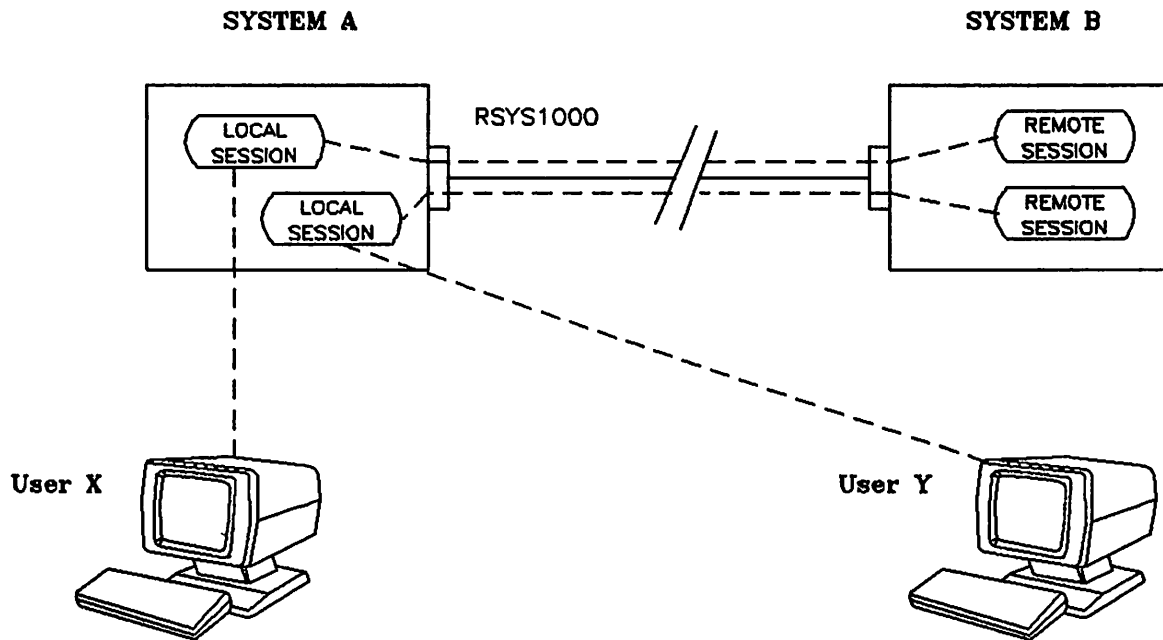 SYSTEM A
SYSTEM B
RSYS1000
LOCAL
SESSION
REMOTE
SESSION
LOCAL
SESSION
REMOTE
SESSION
User X
User Y